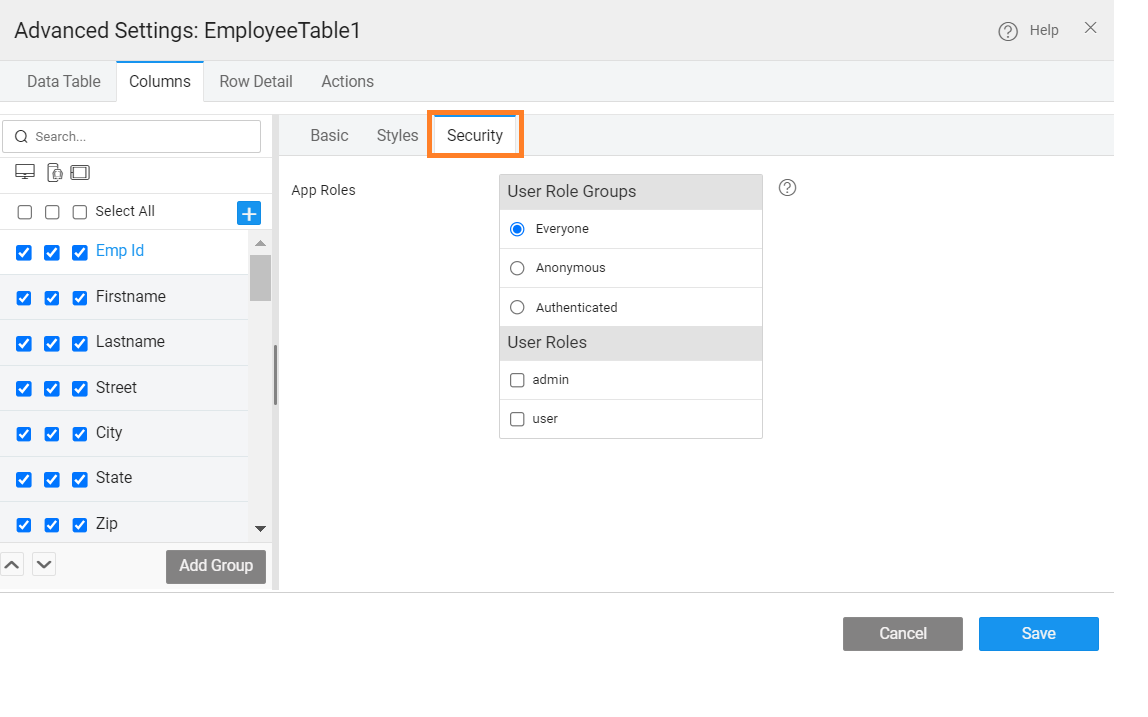 Advanced Settings: EmployeeTable1
? Help
Data Table Columns Row Detail Actions
Search...
Basic Styles Security
Select All
App Roles
User Role Groups
?
Everyone
Anonymous
Authenticated
User Roles
admin
user
Emp Id
Firstname
Lastname
Street
City
State
Zip
Add Group
Cancel Save